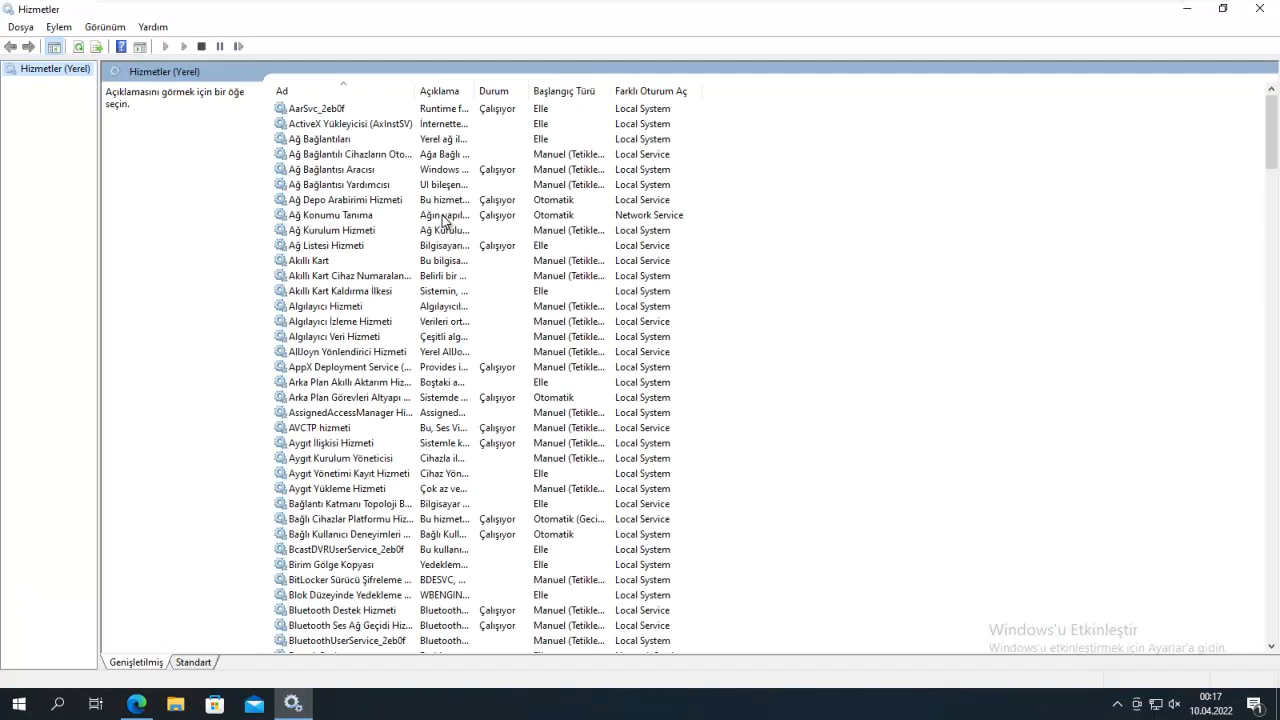 Hizmetler
Dosya Eylem Görünüm Yardım
Hizmetler (Yerel)
Hizmetler (Yerel)
Açıklamasını görmek için bir öğe
seçin.
Ad Açıklama Durum Başlangıç Türü Farklı Oturum Aç
AarSvc_2eb0f Runtime f... Çalışıyor Elle Local System
ActiveX Yükleyicisi (AxInstSV) İnternette... Elle Local System
Ağ Bağlantıları Yerel ağ il... Elle Local System
Ağ Bağlantılı Cihazların Oto... Ağa Bağlı ... Manuel (Tetikle... Local Service
Ağ Bağlantısı Aracısı Windows ... Çalışıyor Manuel (Tetikle... Local System
Ağ Bağlantısı Yardımcısı UI bileşen... Manuel (Tetikle... Local System
Ağ Depo Arabirimi Hizmeti Bu hizmet... Çalışıyor Otomatik Local Service
Ağ Konumu Tanıma Ağın yapıl... Çalışıyor Otomatik Network Service
Ağ Kurulum Hizmeti Ağ Kurulu... Manuel (Tetikle... Local System
Ağ Listesi Hizmeti Bilgisayarı... Çalışıyor Elle Local Service
Akıllı Kart Bu bilgisa... Manuel (Tetikle... Local Service
Akıllı Kart Cihaz Numaralan... Belirli bir ... Manuel (Tetikle... Local System
Akıllı Kart Kaldırma İlkesi Sistemin, ... Elle Local System
Algılayıcı Hizmeti Algılayıcıl... Manuel (Tetikle... Local System
Algılayıcı İzleme Hizmeti Verileri ort... Manuel (Tetikle... Local Service
Algılayıcı Veri Hizmeti Çeşitli alg... Manuel (Tetikle... Local System
AllJoyn Yönlendirici Hizmeti Yerel AllJo... Manuel (Tetikle... Local Service
AppX Deployment Service (... Provides i... Çalışıyor Manuel (Tetikle... Local System
Arka Plan Akıllı Aktarım Hiz... Boştaki a... Elle Local System
Arka Plan Görevleri Altyapı ... Sistemde ... Çalışıyor Otomatik Local System
AssignedAccessManager Hi... Assigned... Manuel (Tetikle... Local System
AVCTP hizmeti Bu, Ses Vi... Çalışıyor Manuel (Tetikle... Local Service
Aygıt İlişkisi Hizmeti Sistemle k... Çalışıyor Manuel (Tetikle... Local System
Aygıt Kurulum Yöneticisi Cihazla il... Manuel (Tetikle... Local System
Aygıt Yönetimi Kayıt Hizmeti Cihaz Yön... Elle Local System
Aygıt Yükleme Hizmeti Çok az ve... Manuel (Tetikle... Local System
Bağlantı Katmanı Topoloji B... Bilgisayar ... Elle Local Service
Bağlı Cihazlar Platformu Hiz... Bu hizmet... Çalışıyor Otomatik (Geci... Local Service
Bağlı Kullanıcı Deneyimleri ... Bağlı Kull... Çalışıyor Otomatik Local System
BcastDVRUserService_2eb0f Bu kullanı... Elle Local System
Birim Gölge Kopyası Yedeklem... Elle Local System
BitLocker Sürücü Şifreleme ... BDESVC, ... Manuel (Tetikle... Local System
Blok Düzeyinde Yedekleme ... WBENGIN... Elle Local System
Bluetooth Destek Hizmeti Bluetooth... Çalışıyor Manuel (Tetikle... Local Service
Bluetooth Ses Ağ Geçidi Hiz... Bluetooth... Çalışıyor Manuel (Tetikle... Local Service
BluetoothUserService_2eb0f Bluetooth... Manuel (Tetikle... Local System
Windows'u Etkinleştir
Windows'u etkinleştirmek için Ayarlar'a gidin.
Genişletilmiş Standart
00:17
10.04.2022
1